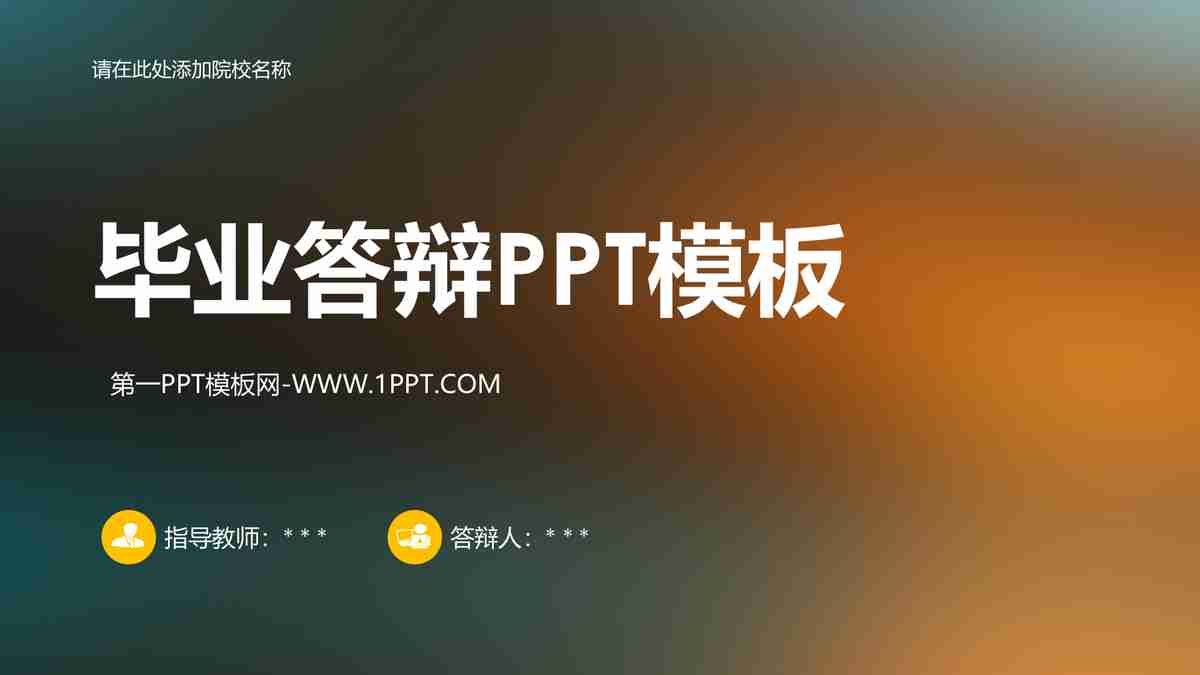 请在此处添加院校名称
毕业答辩PPT模板
第一PPT模板网-WWW.1PPT.COM
指导教师：* * *
答辩人：* * *